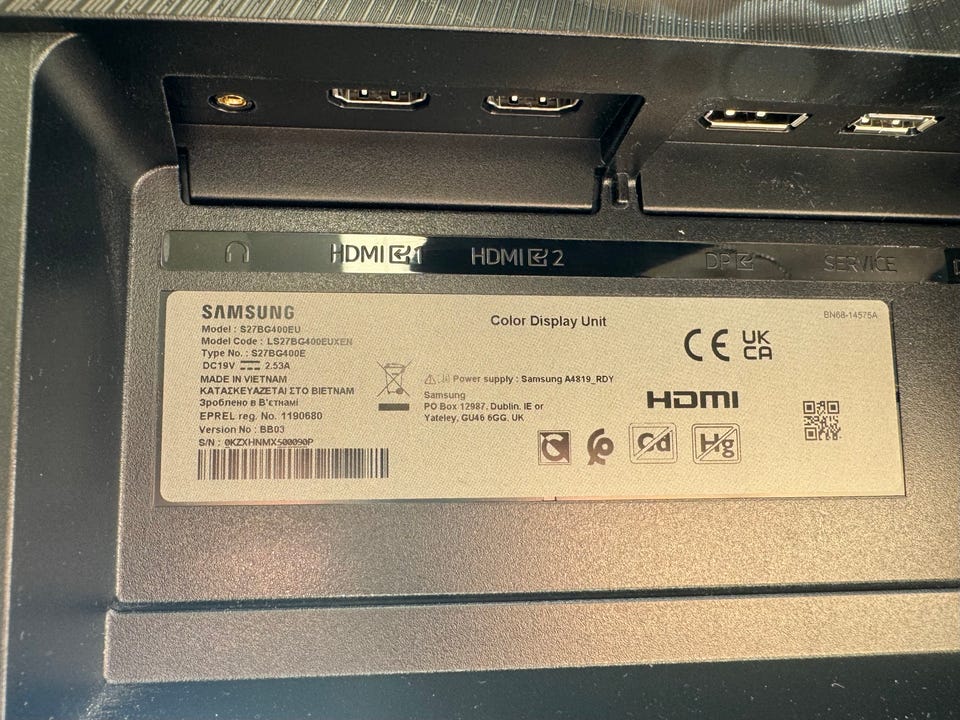 HDMI 1
HDMI 2
DP
SERVICE
SAMSUNG
Model : S27BG400EU
Model Code : LS27BG400EUXEN
Type No. : S27BG400E
DC19V 2.53A
MADE IN VIETNAM
ΚΑΤΑΣΚΕΥΑΖΕΤΑΙ ΣΤΟ ΒΙΕΤΝΑΜ
Зроблено в В'єтнамі
EPREL reg. No. 1190680
Version No : BB03
S/N : 0KZXHNMX500090P
Color Display Unit
BN68-14575A
CE UK
CA
Power supply : Samsung A4819_RDY
Samsung
PO Box 12987, Dublin. IE or
Yateley, GU46 6GG. UK
HDMI
Cd
Hg